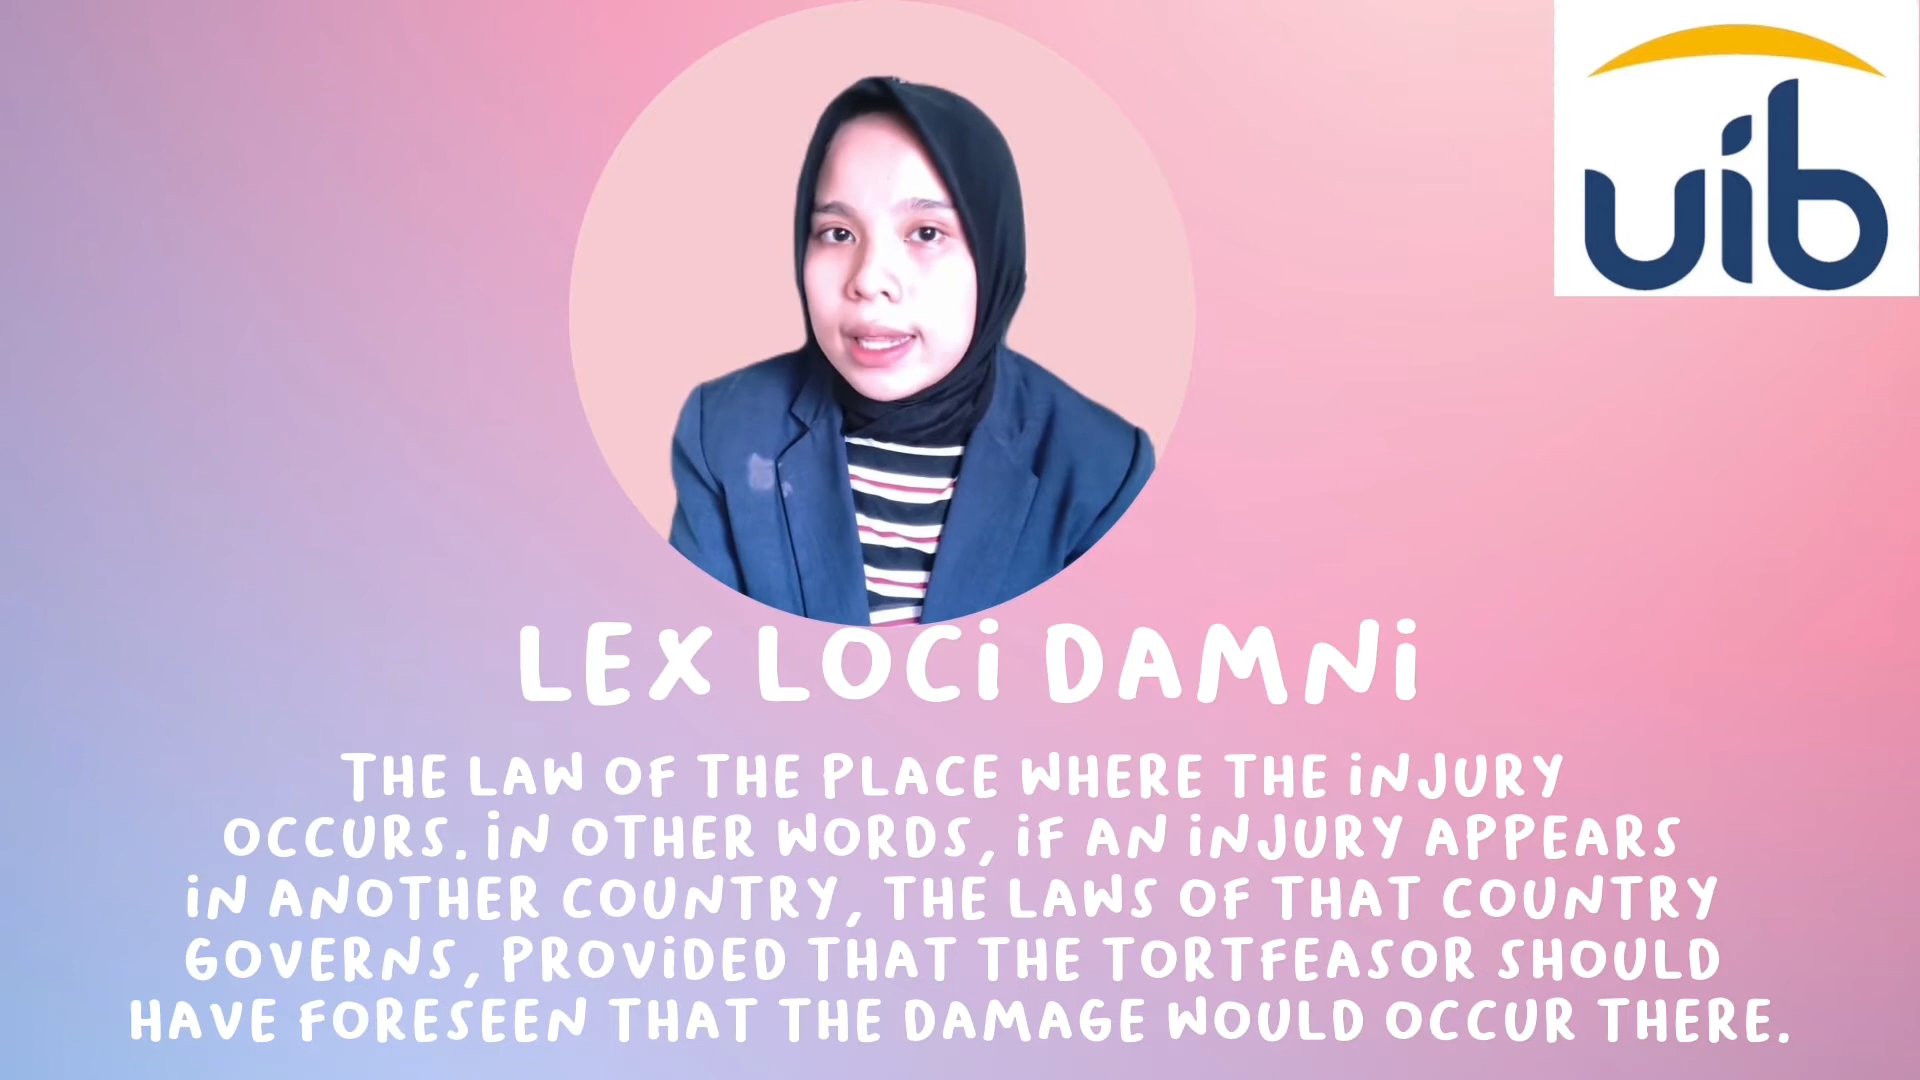 uib
LEX LOCi DAMNi
THE LAW OF THE PLACE WHERE THE iNJURY
OCCURS. iN OTHER WORDS, iF AN iNJURY APPEARS
iN ANOTHER COUNTRY, THE LAWS OF THAT COUNTRY
GOVERNS, PROViDED THAT THE TORTFEASOR SHOULD
HAVE FORESEEN THAT THE DAMAGE WOULD OCCUR THERE.